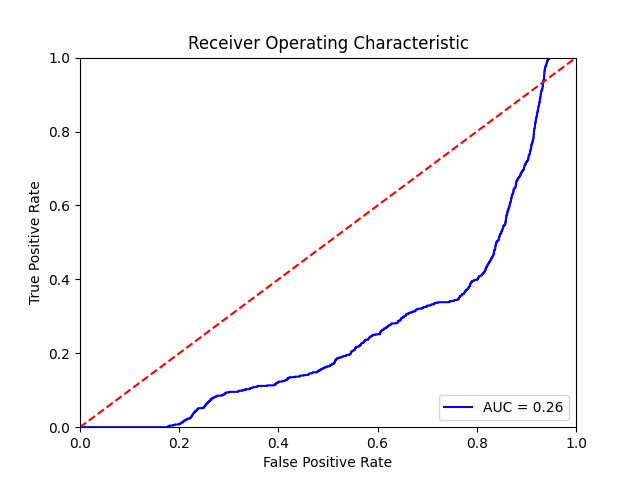 Receiver Operating Characteristic
True Positive Rate
1.0
0.8
0.6
0.4
0.2
0.0
AUC = 0.26
0.0 0.2 0.4 0.6 0.8 1.0
False Positive Rate